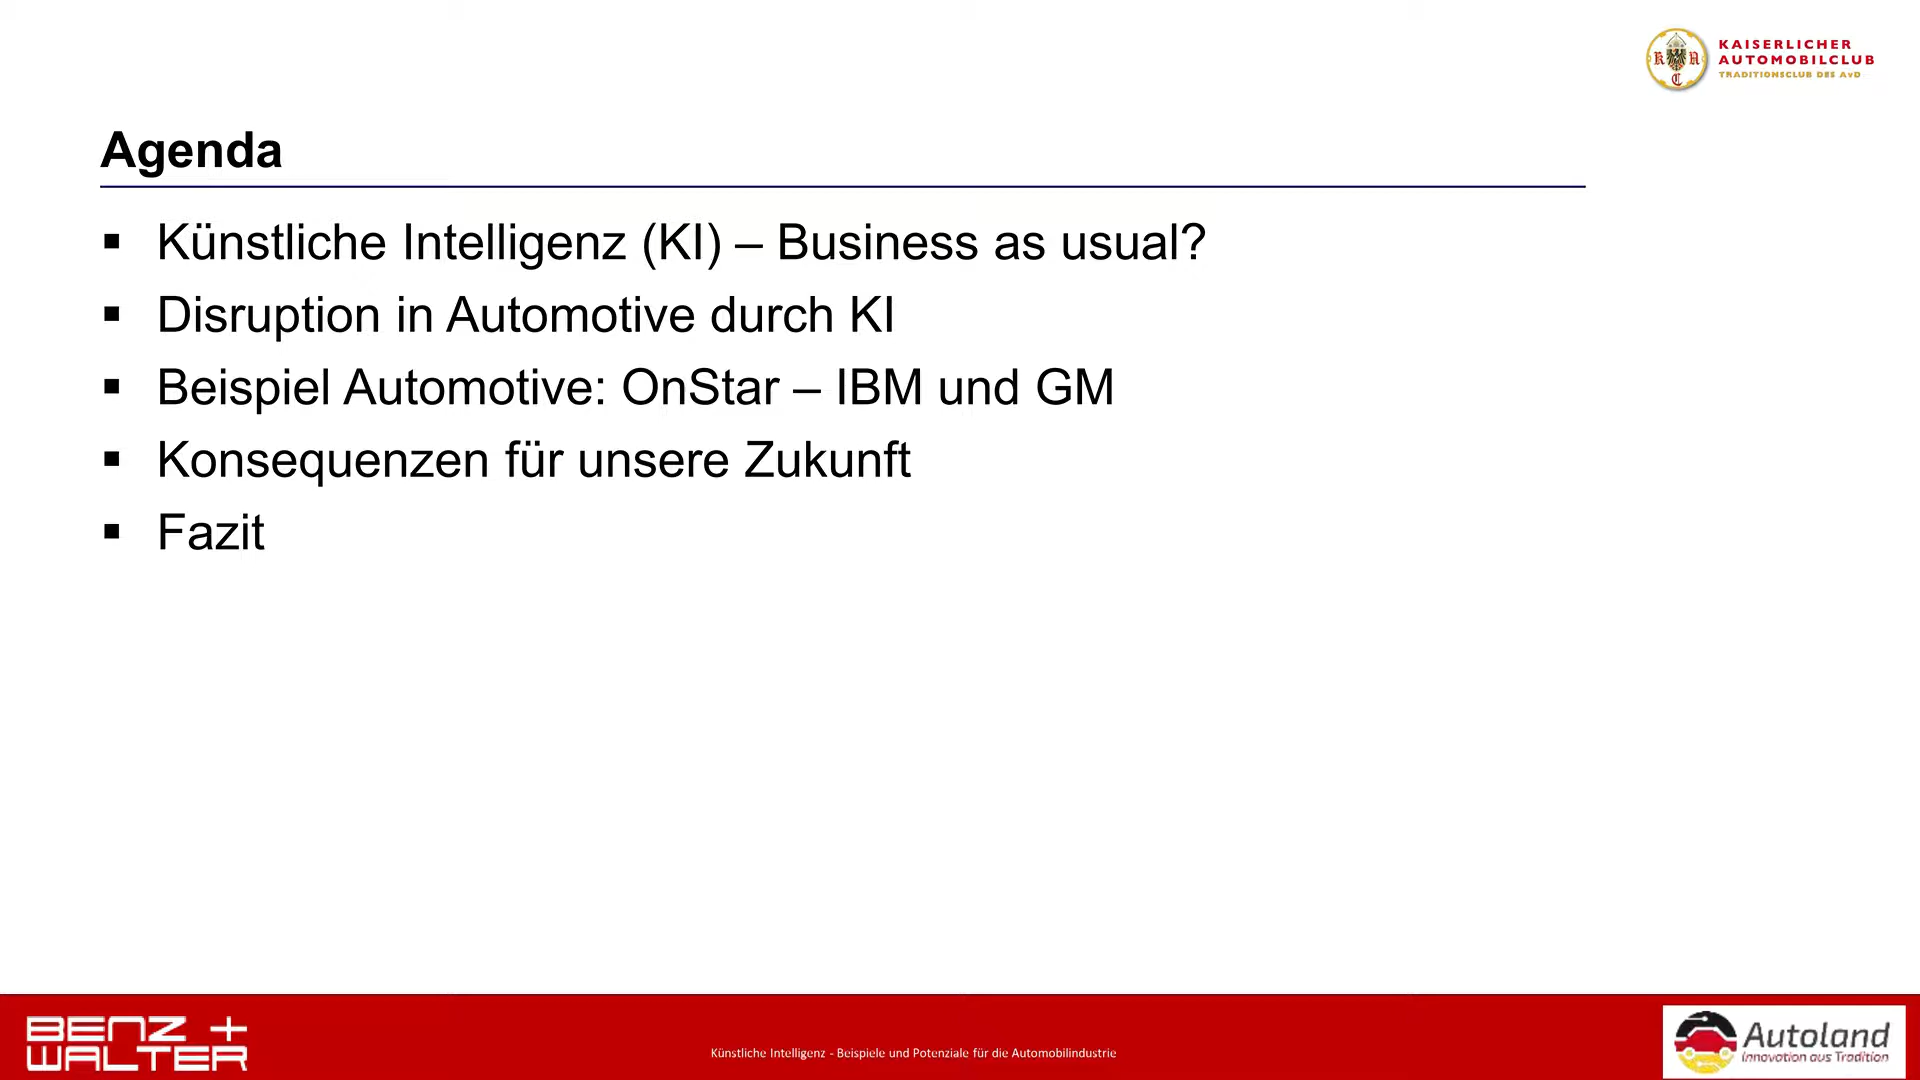 KAISERLICHER
AUTOMOBILCLUB
TRADITIONSCLUB DES AvD
K A C
Agenda
▪ Künstliche Intelligenz (KI) – Business as usual?
▪ Disruption in Automotive durch KI
▪ Beispiel Automotive: OnStar – IBM und GM
▪ Konsequenzen für unsere Zukunft
▪ Fazit
BENZ +
WALTER
Künstliche Intelligenz - Beispiele und Potenziale für die Automobilindustrie
Autoland
Innovation aus Tradition